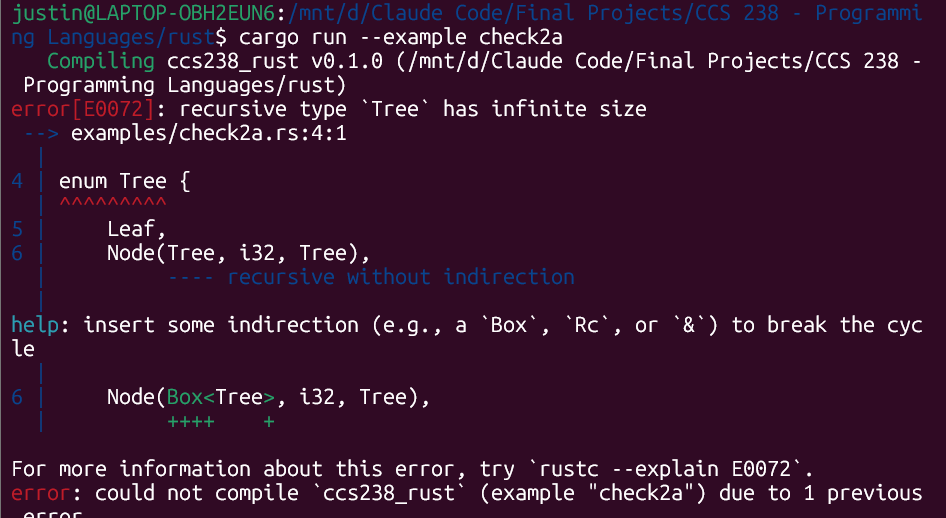 justin@LAPTOP-OBH2EUN6:/mnt/d/Claude Code/Final Projects/CCS 238 - Programmi
ng Languages/rust$ cargo run --example check2a
   Compiling ccs238_rust v0.1.0 (/mnt/d/Claude Code/Final Projects/CCS 238 -
 Programming Languages/rust)
error[E0072]: recursive type `Tree` has infinite size
 --> examples/check2a.rs:4:1
  |
4 | enum Tree {
  | ^^^^^^^^^
5 |     Leaf,
6 |     Node(Tree, i32, Tree),
  |          ---- recursive without indirection
  |
help: insert some indirection (e.g., a `Box`, `Rc`, or `&`) to break the cyc
le
  |
6 |     Node(Box<Tree>, i32, Tree),
  |          ++++    +

For more information about this error, try `rustc --explain E0072`.
error: could not compile `ccs238_rust` (example "check2a") due to 1 previous
 error